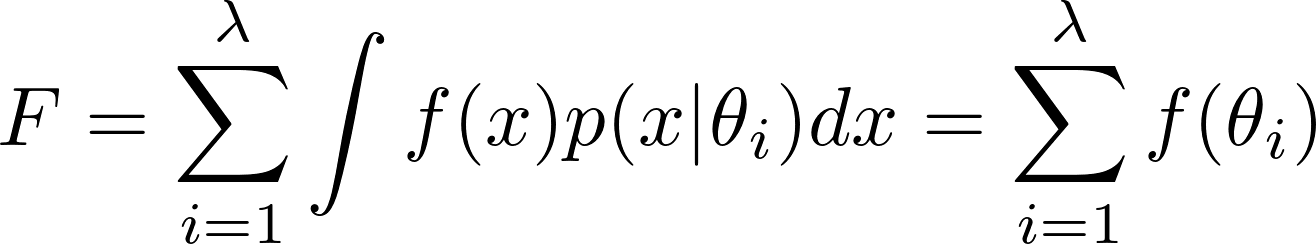 F = \sum_{i=1}^{\lambda} \int f(x)p(x|\theta_i)dx = \sum_{i=1}^{\lambda} f(\theta_i)